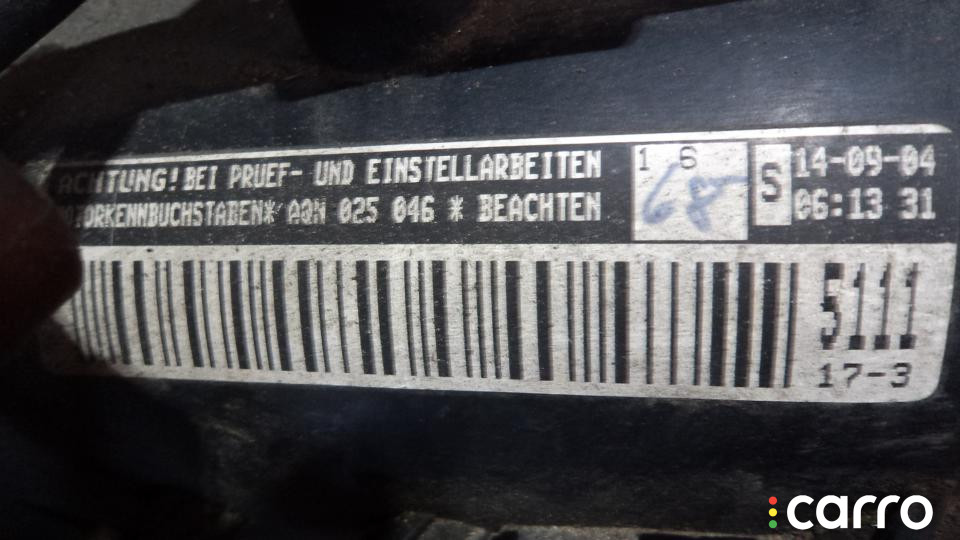 ACHTUNG! BEI PRUEF- UND EINSTELLARBEITEN
MOTORKENNBUCHSTABEN* AQN 025 046 * BEACHTEN
1 6
68
S
14-09-04
06:13 31
5111
17-3
carro